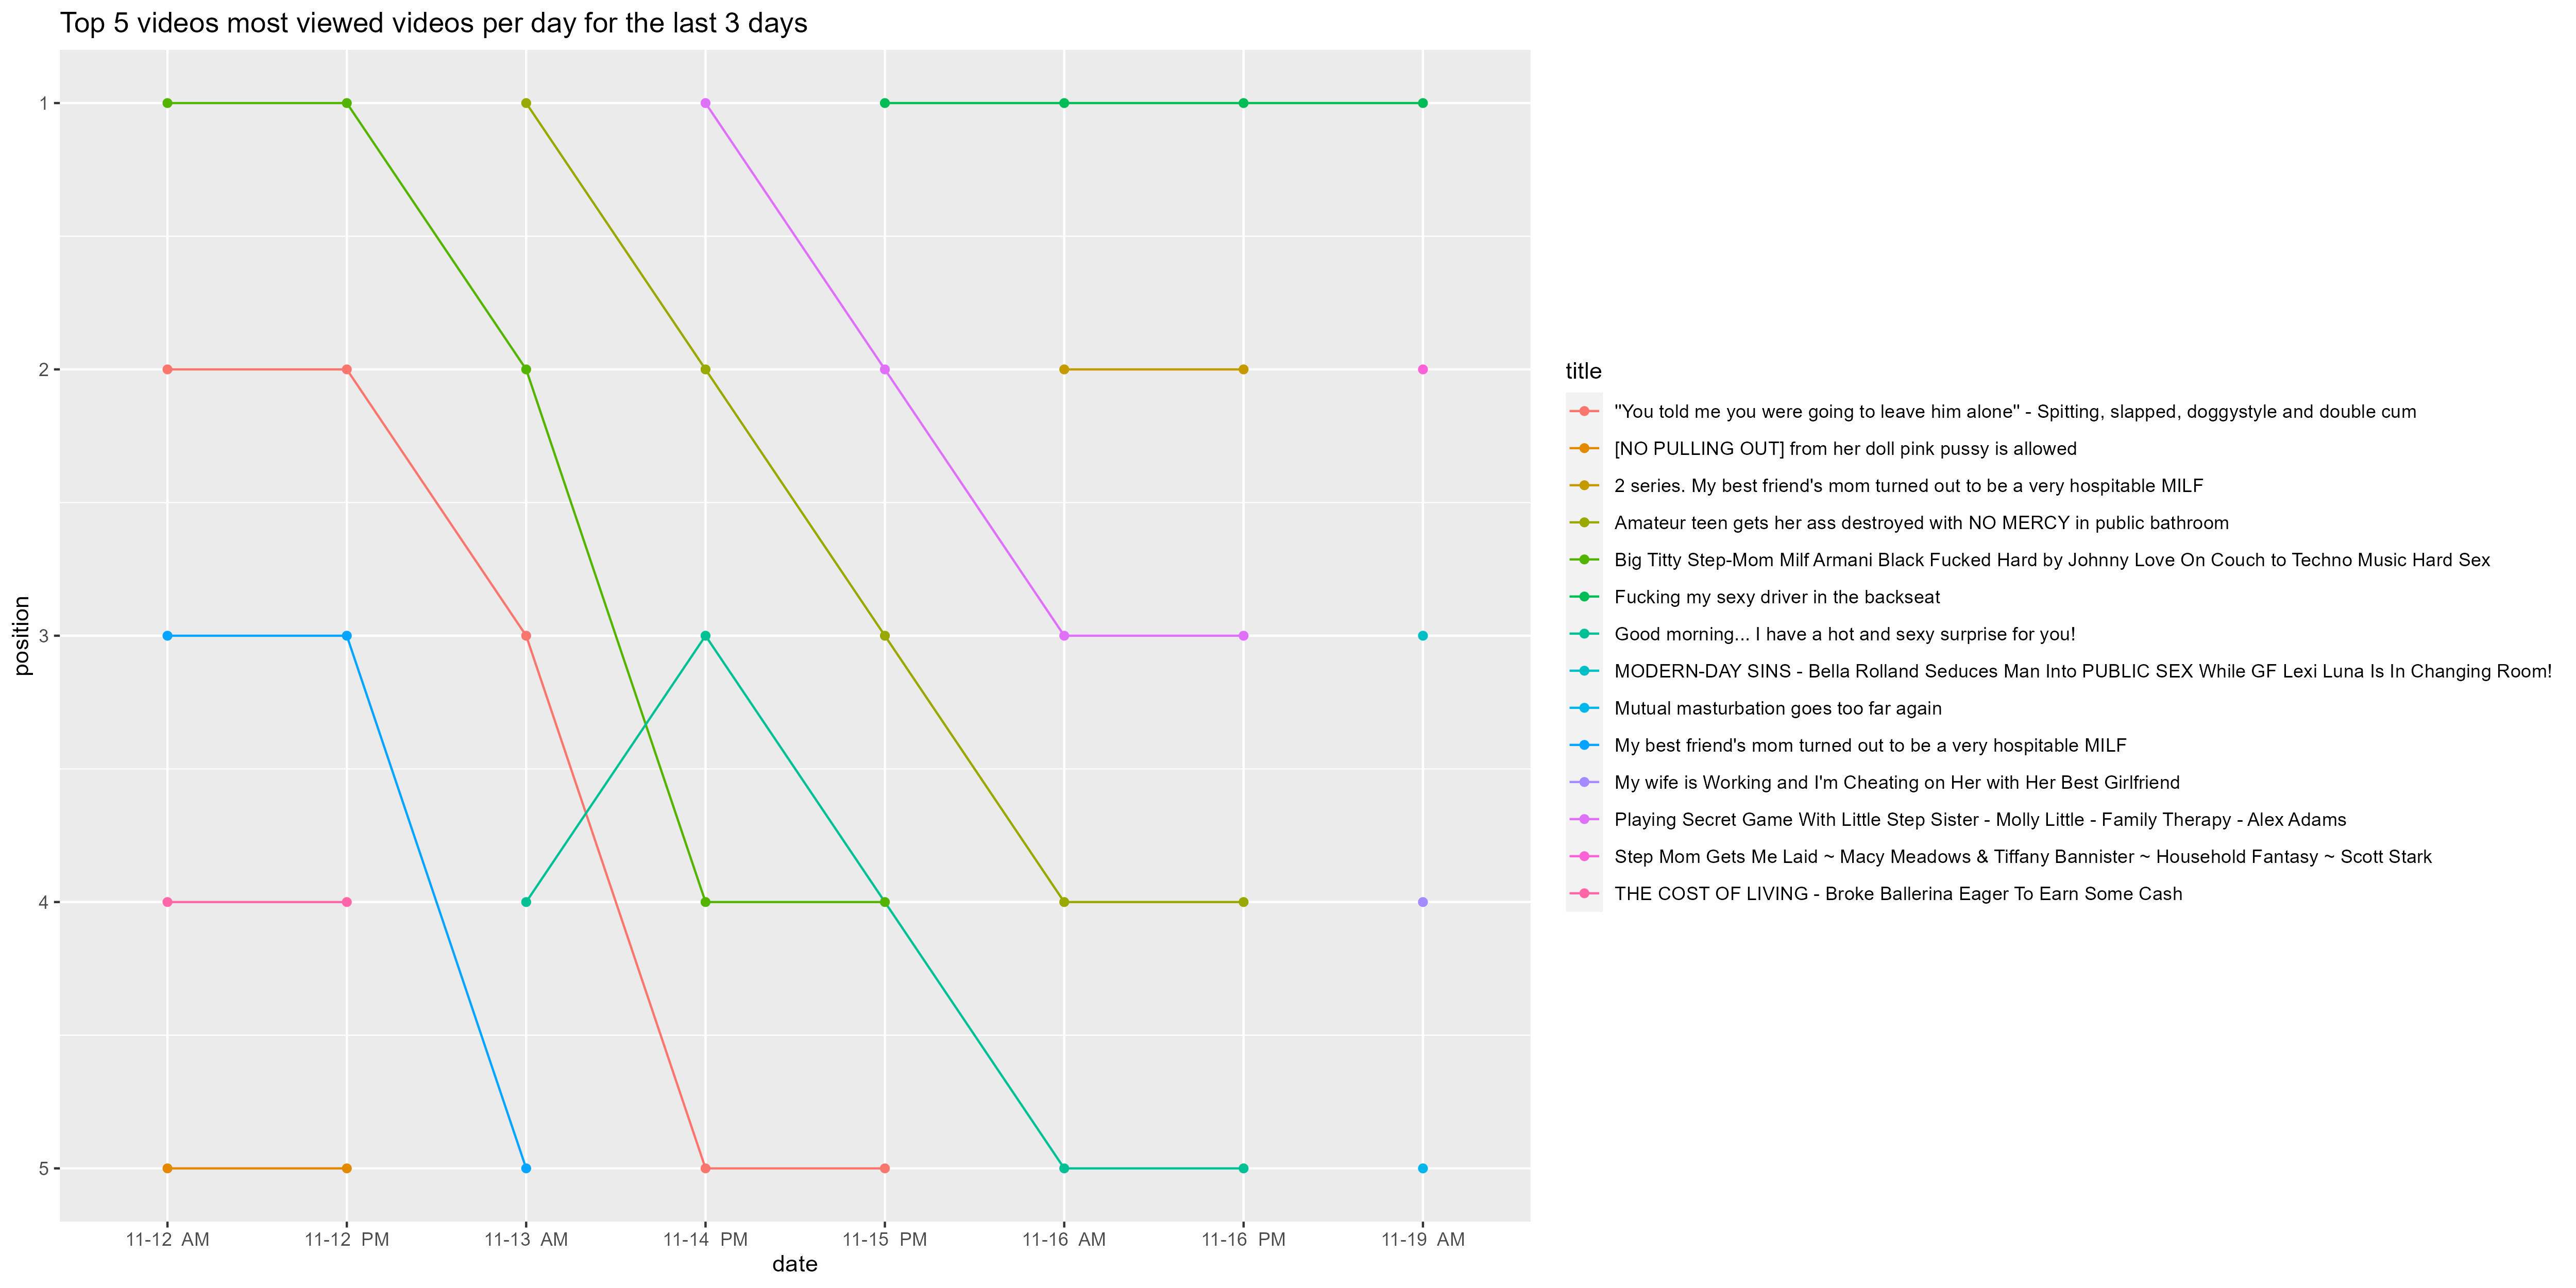 Top 5 videos most viewed videos per day for the last 3 days
position
1
2
3
4
5
11-12 AM
11-12 PM
11-13 AM
11-14 PM
11-15 PM
11-16 AM
11-16 PM
11-19 AM
date
title
"You told me you were going to leave him alone" - Spitting, slapped, doggystyle and double cum
[NO PULLING OUT] from her doll pink pussy is allowed
2 series. My best friend's mom turned out to be a very hospitable MILF
Amateur teen gets her ass destroyed with NO MERCY in public bathroom
Big Titty Step-Mom Milf Armani Black Fucked Hard by Johnny Love On Couch to Techno Music Hard Sex
Fucking my sexy driver in the backseat
Good morning... I have a hot and sexy surprise for you!
MODERN-DAY SINS - Bella Rolland Seduces Man Into PUBLIC SEX While GF Lexi Luna Is In Changing Room!
Mutual masturbation goes too far again
My best friend's mom turned out to be a very hospitable MILF
My wife is Working and I'm Cheating on Her with Her Best Girlfriend
Playing Secret Game With Little Step Sister - Molly Little - Family Therapy - Alex Adams
Step Mom Gets Me Laid ~ Macy Meadows & Tiffany Bannister ~ Household Fantasy ~ Scott Stark
THE COST OF LIVING - Broke Ballerina Eager To Earn Some Cash